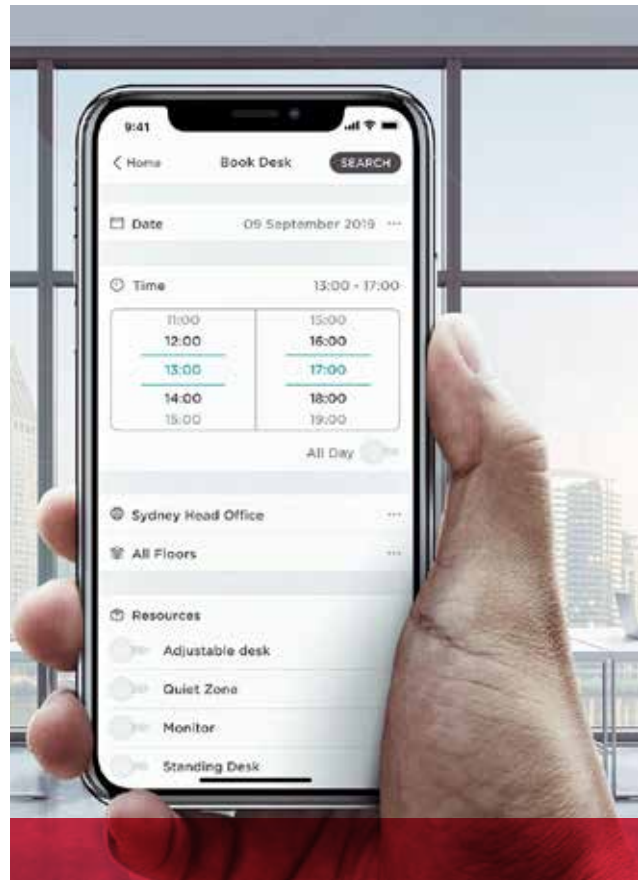 9:41
< Home Book Desk SEARCH
Date 09 September 2019 ...
Time 13:00 - 17:00
11:00 15:00
12:00 16:00
13:00 17:00
14:00 18:00
15:00 19:00
All Day
Sydney Head Office ...
All Floors ...
Resources
Adjustable desk
Quiet Zone
Monitor
Standing Desk